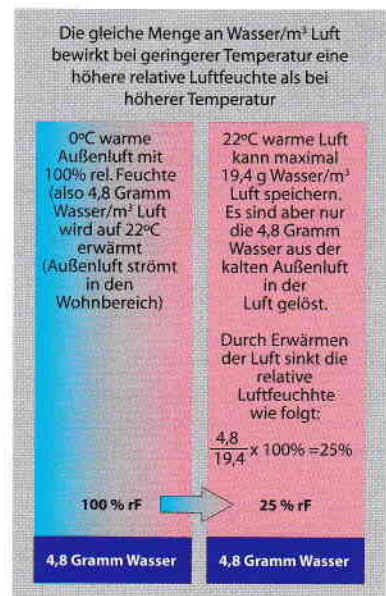 Die gleiche Menge an Wasser/m³ Luft
bewirkt bei geringerer Temperatur eine
höhere relative Luftfeuchte als bei
höherer Temperatur
0ºC warme
Außenluft mit
100% rel. Feuchte
(also 4,8 Gramm
Wasser/m³ Luft
wird auf 22ºC
erwärmt
(Außenluft strömt
in den
Wohnbereich)
100 % rF
4,8 Gramm Wasser
22ºC warme Luft
kann maximal
19,4 g Wasser/m³
Luft speichern.
Es sind aber nur
die 4,8 Gramm
Wasser aus der
kalten Außenluft
in der
Luft gelöst.
Durch Erwärmen
der Luft sinkt die
relative
Luftfeuchhte
wie folgt:
4,8
19,4 x 100% =25%
25 % rF
4,8 Gramm Wasser